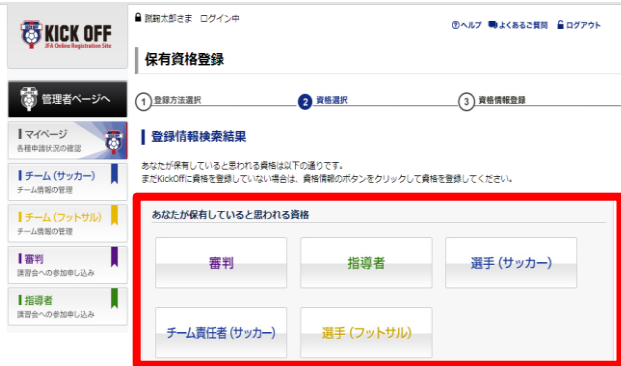 KICK OFF
JFA Online Registration Site
蹴鞠太郎さま ログイン中
ヘルプ よくあるご質問 ログアウト
保有資格登録
管理者ページへ
1 登録方法選択 2 資格選択 3 資格情報登録
マイページ
各種申請状況の確認
チーム(サッカー)
チーム情報の管理
チーム(フットサル)
チーム情報の管理
審判
講習会への参加申し込み
指導者
講習会への参加申し込み
登録情報検索結果
あなたが保有していると思われる資格は以下の通りです。
まだKickOffに資格を登録していない場合は、資格情報のボタンをクリックして資格を登録してください。
あなたが保有していると思われる資格
審判 指導者 選手(サッカー)
チーム責任者(サッカー) 選手(フットサル)